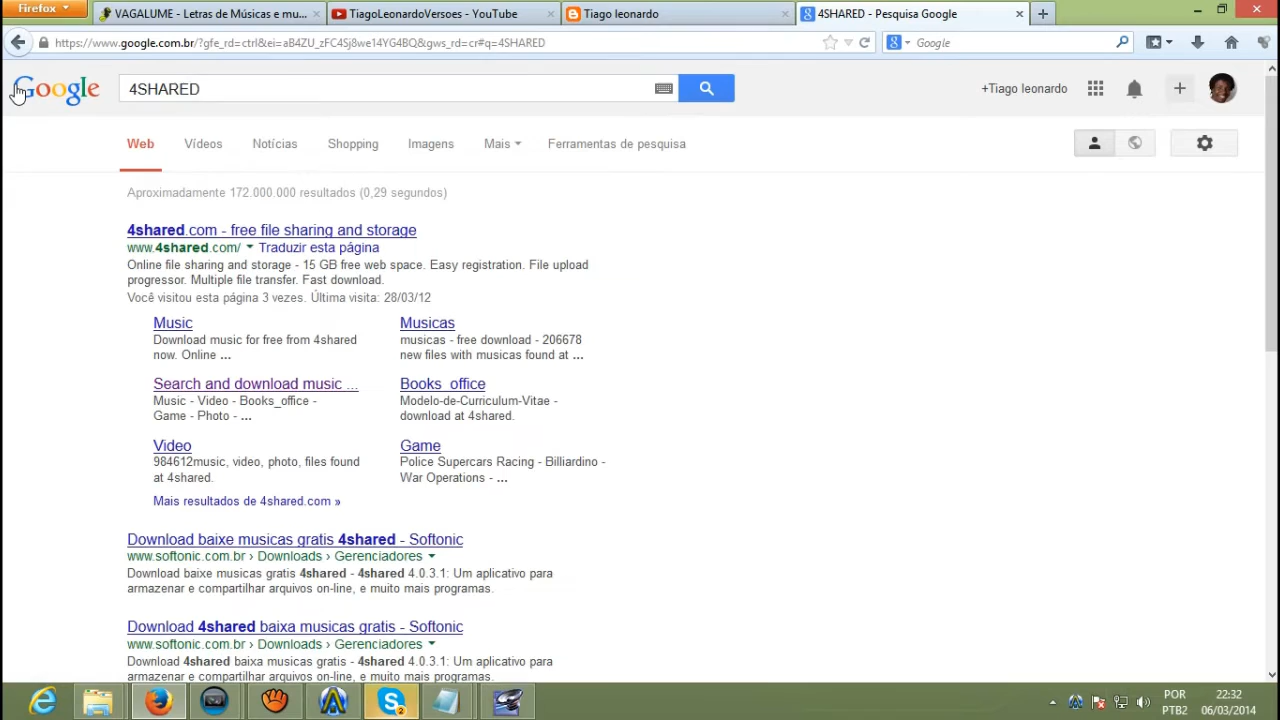 Firefox
VAGALUME - Letras de Músicas e mu...
TiagoLeonardoVersoes - YouTube
Tiago leonardo
4SHARED - Pesquisa Google
https://www.google.com.br/?gfe_rd=ctrl&ei=aB4ZU_zFC4Sj8we14YG4BQ&gws_rd=cr#q=4SHARED
Google
Google
4SHARED
+Tiago leonardo
Web
Vídeos
Notícias
Shopping
Imagens
Mais
Ferramentas de pesquisa
Aproximadamente 172.000.000 resultados (0,29 segundos)
4shared.com - free file sharing and storage
www.4shared.com/ Traduzir esta página
Online file sharing and storage - 15 GB free web space. Easy registration. File upload
progressor. Multiple file transfer. Fast download.
Você visitou esta página 3 vezes. Última visita: 28/03/12
Music
Download music for free from 4shared
now. Online ...
Musicas
musicas - free download - 206678
new files with musicas found at ...
Search and download music ...
Music - Video - Books_office -
Game - Photo - ...
Books_office
Modelo-de-Curriculum-Vitae -
download at 4shared.
Video
984612music, video, photo, files found
at 4shared.
Game
Police Supercars Racing - Billiardino -
War Operations - ...
Mais resultados de 4shared.com »
Download baixe musicas gratis 4shared - Softonic
www.softonic.com.br › Downloads › Gerenciadores
Download baixe musicas gratis 4shared - 4shared 4.0.3.1: Um aplicativo para
armazenar e compartilhar arquivos on-line, e muito mais programas.
Download 4shared baixa musicas gratis - Softonic
www.softonic.com.br › Downloads › Gerenciadores
Download 4shared baixa musicas gratis - 4shared 4.0.3.1: Um aplicativo para
armazenar e compartilhar arquivos on-line, e muito mais programas.
POR
PTB2
22:32
06/03/2014